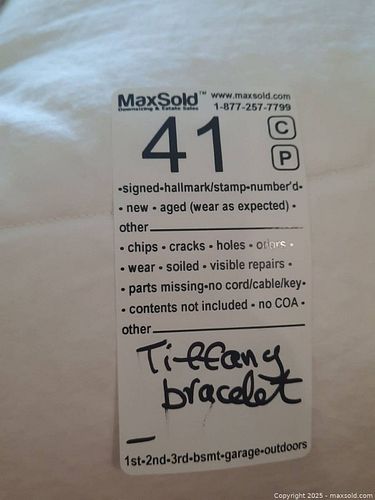 MaxSold™ www.maxsold.com
Downsizing & Estate Sales 1-877-257-7799
41 C
P
•signed•hallmark/stamp•number'd•
• new • aged (wear as expected) •
other
• chips • cracks • holes • odors •
• wear • soiled • visible repairs •
• parts missing•no cord/cable/key•
• contents not included • no COA •
other
Tiffany
bracelet
1st•2nd•3rd•bsmt•garage•outdoors
Copyright 2025 - maxsold.com